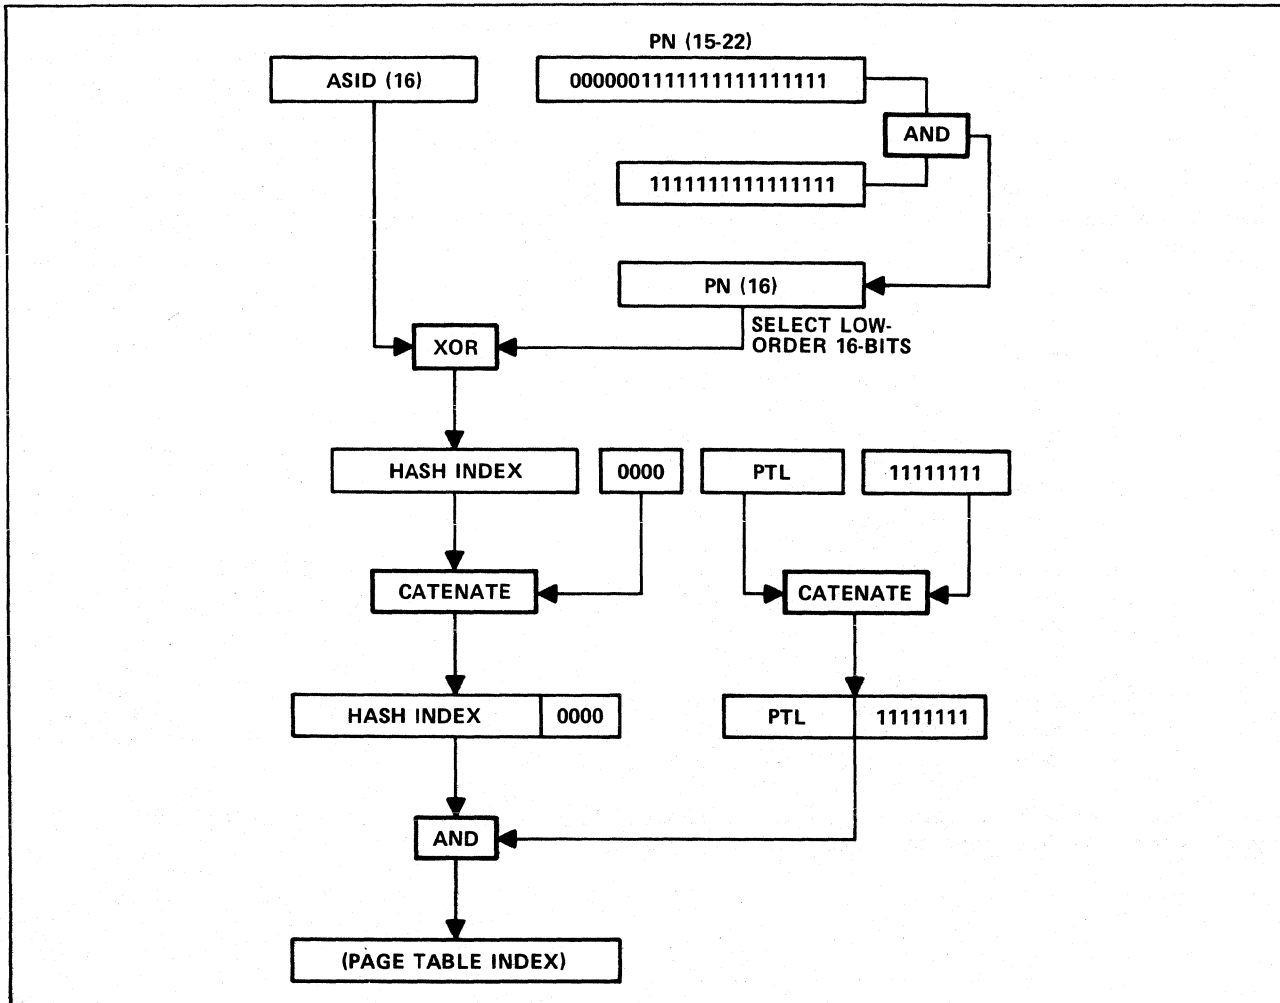 PN (15-22)
ASID (16)
0000001111111111111111
AND
1111111111111111
PN (16)
SELECT LOW-
ORDER 16-BITS
XOR
HASH INDEX
0000
PTL
11111111
CATENATE
CATENATE
HASH INDEX
0000
PTL
11111111
AND
(PAGE TABLE INDEX)